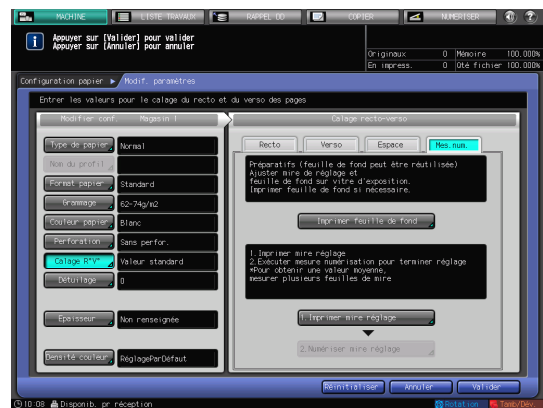 MACHINE
LISTE TRAVAUX
RAPPEL DD
COPIER
NUMERISER
Appuyer sur [Valider] pour valider
Appuyer sur [Annuler] pour annuler
Originaux 0 Mémoire 100.000%
En impress. 0 Qté fichier 100.000%
Configuration papier
Modif. paramètres
Entrer les valeurs pour le calage du recto et du verso des pages
Modifier conf. Magasin 1
Calage recto-verso
Type de papier Normal
Nom du profil
Format papier Standard
Grammage 62-74g/m2
Couleur papier Blanc
Perforation Sans perfor.
Calage R°V° Valeur standard
Détuilage 0
Epaisseur Non renseignée
Densité couleur RéglageParDéfaut
Recto
Verso
Espace
Mes.num.
Préparatifs (feuille de fond peut être réutilisée)
Ajuster mire de réglage et
feuille de fond sur vitre d'exposition.
Imprimer feuille de fond si nécessaire.
Imprimer feuille de fond
1.Imprimer mire réglage
2.Exécuter mesure numérisation pour terminer réglage
*Pour obtenir une valeur moyenne,
mesurer plusieurs feuilles de mire
1.Imprimer mire réglage
2.Numériser mire réglage
Réinitialiser
Annuler
Valider
10:08
Disponib. pr réception
Rotation
Tamb/Dév.